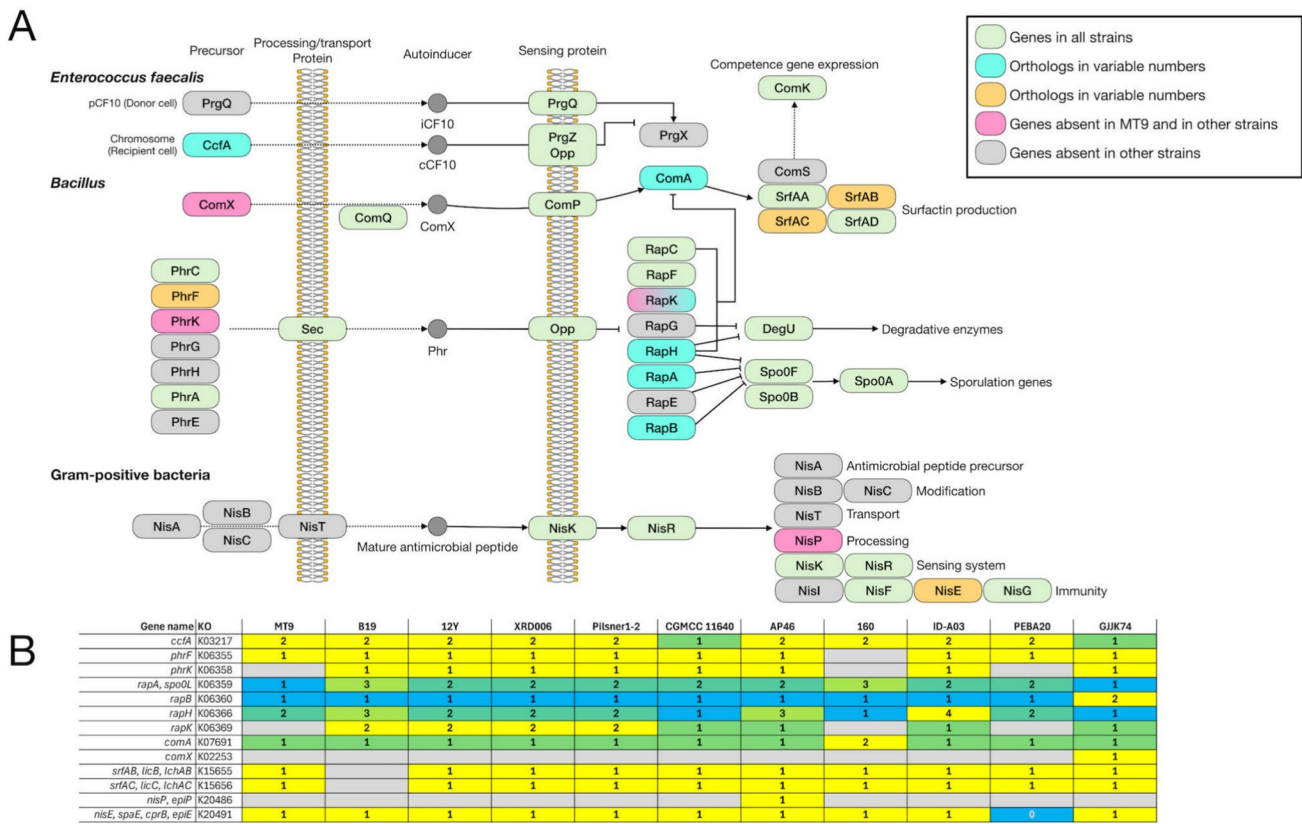 A
Precursor
Processing/transport
Protein
Autoinducer
Sensing protein
Competence gene expression
Genes in all strains
Orthologs in variable numbers
Orthologs in variable numbers
Genes absent in MT9 and in other strains
Genes absent in other strains
Enterococcus faecalis
pCF10 (Donor cell)
PrgQ
iCF10
PrgQ
ComK
Chromosome
(Recipient cell)
CcfA
cCF10
PrgZ
Opp
PrgX
Bacillus
ComX
ComQ
ComX
ComP
ComA
ComS
SrfAA
SrfAB
SrfAC
SrfAD
Surfactin production
PhrC
PhrF
PhrK
PhrG
PhrH
PhrA
PhrE
Sec
Phr
Opp
RapC
RapF
RapK
RapG
RapH
RapA
RapE
RapB
DegU
Degradative enzymes
Spo0F
Spo0B
Spo0A
Sporulation genes
Gram-positive bacteria
NisA
NisB
NisC
NisT
Mature antimicrobial peptide
NisK
NisR
NisA Antimicrobial peptide precursor
NisB NisC Modification
NisT Transport
NisP Processing
NisK NisR Sensing system
NisI NisF NisE NisG Immunity
B
Gene name KO MT9 B19 12Y XRD006 Pilsner1-2 CGMCC 11640 AP46 160 ID-A03 PEBA20 GJJK74
ccfA K03217 2 2 2 2 2 1 2 2 2 2 1
phrF K06355 1 1 1 1 1 1 1 1 1 1
phrK K06358 1 1 1 1 1 1 1 1
rapA, spo0L K06359 1 3 2 2 2 2 2 3 2 2 1
rapB K06360 1 1 1 1 1 1 1 1 1 1 2
rapH K06366 2 3 2 2 2 1 3 1 4 2 1
rapK K06369 2 2 2 2 1 1 1 1
comA K07691 1 1 1 1 1 1 1 2 1 1 1
comX K02253 1
srfAB, licB, lchAB K15655 1 1 1 1 1 1 1 1 1 1
srfAC, licC, lchAC K15656 1 1 1 1 1 1 1 1 1 1
nisP, epiP K20486 1
nisE, spaE, cprB, epiE K20491 1 1 1 1 1 1 1 1 1 0 1